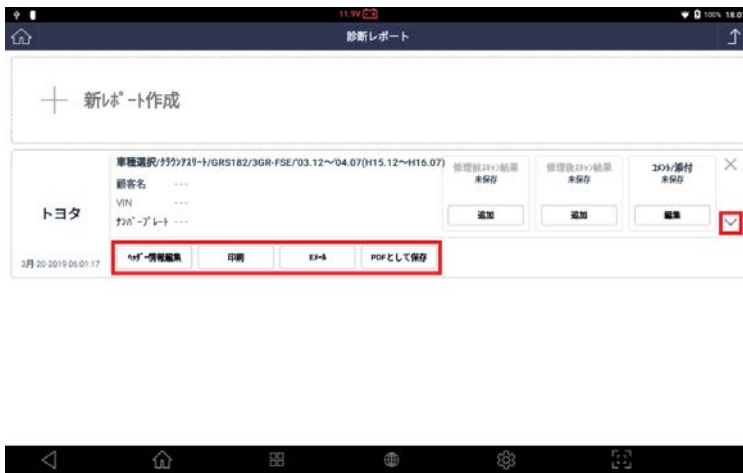 11.9V
100% 18:0
診断レポート
新レポート作成
車種選択/クラウンアスリート/GRS182/3GR-FSE/'03.12〜'04.07(H15.12〜H16.07)
顧客名 ---
VIN ---
ナンバープレート ---
トヨタ
3月-20-2019 06:01:17
修理前スキャン結果
未保存
追加
修理後スキャン結果
未保存
追加
コメント/添付
未保存
編集
ヘッダー情報編集
印刷
Eメール
PDFとして保存